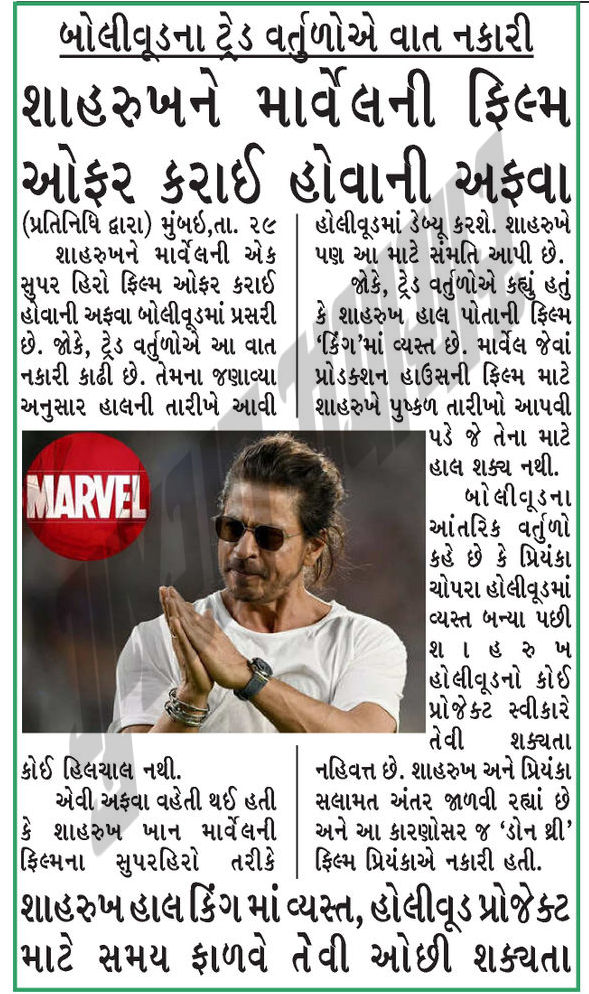 બોલીવૂડના ટ્રેડ વર્તુળોએ વાત નકારી
શાહરુખને માર્વેલની ફિલ્મ
ઓફર કરાઈ હોવાની અફવા
(પ્રતિનિધિ દ્વારા) મુંબઇ,તા. ૨૯
શાહરુખને માર્વેલની એક
સુપર હિરો ફિલ્મ ઓફર કરાઈ
હોવાની અફવા બોલીવૂડમાં પ્રસરી
છે. જોકે, ટ્રેડ વર્તુળોએ આ વાત
નકારી કાઢી છે. તેમના જણાવ્યા
અનુસાર હાલની તારીખે આવી
MARVEL
કોઈ હિલચાલ નથી.
એવી અફવા વહેતી થઈ હતી
કે શાહરુખ ખાન માર્વેલની
ફિલ્મના સુપરહિરો તરીકે
હોલીવૂડમાં ડેબ્યૂ કરશે. શાહરુખે
પણ આ માટે સંમતિ આપી છે.
જોકે, ટ્રેડ વર્તુળોએ કહ્યું હતું
કે શાહરુખ હાલ પોતાની ફિલ્મ
‘કિંગ’માં વ્યસ્ત છે. માર્વેલ જેવાં
પ્રોડક્શન હાઉસની ફિલ્મ માટે
શાહરુખે પુષ્કળ તારીખો આપવી
પડે જે તેના માટે
હાલ શક્ય નથી.
બોલીવૂડના
આંતરિક વર્તુળો
કહે છે કે પ્રિયંકા
ચોપરા હોલીવૂડમાં
વ્યસ્ત બન્યા પછી
શાહરુખ
હોલીવૂડનો કોઈ
પ્રોજેક્ટ સ્વીકારે
તેવી શક્યતા
નહિવત્ત છે. શાહરુખ અને પ્રિયંકા
સલામત અંતર જાળવી રહ્યાં છે
અને આ કારણોસર જ ‘ડોન થ્રી’
ફિલ્મ પ્રિયંકાએ નકારી હતી.
શાહરુખ હાલ કિંગ માં વ્યસ્ત, હોલીવૂડ પ્રોજેક્ટ
માટે સમય ફાળવે તેવી ઓછી શક્યતા